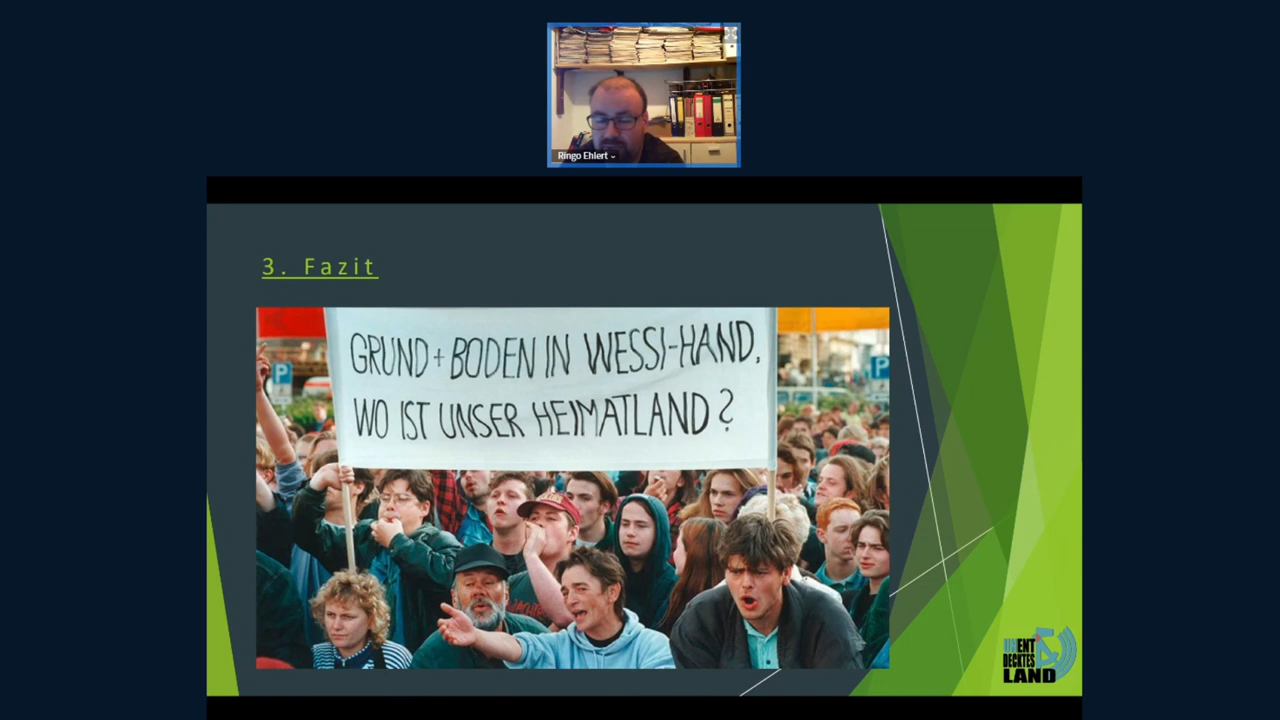 Ringo Ehlert
3. Fazit
GRUND+BODEN IN WESSI-HAND,
WO IST UNSER HEIMATLAND?
P
P
UNENT
DECKTES
LAND